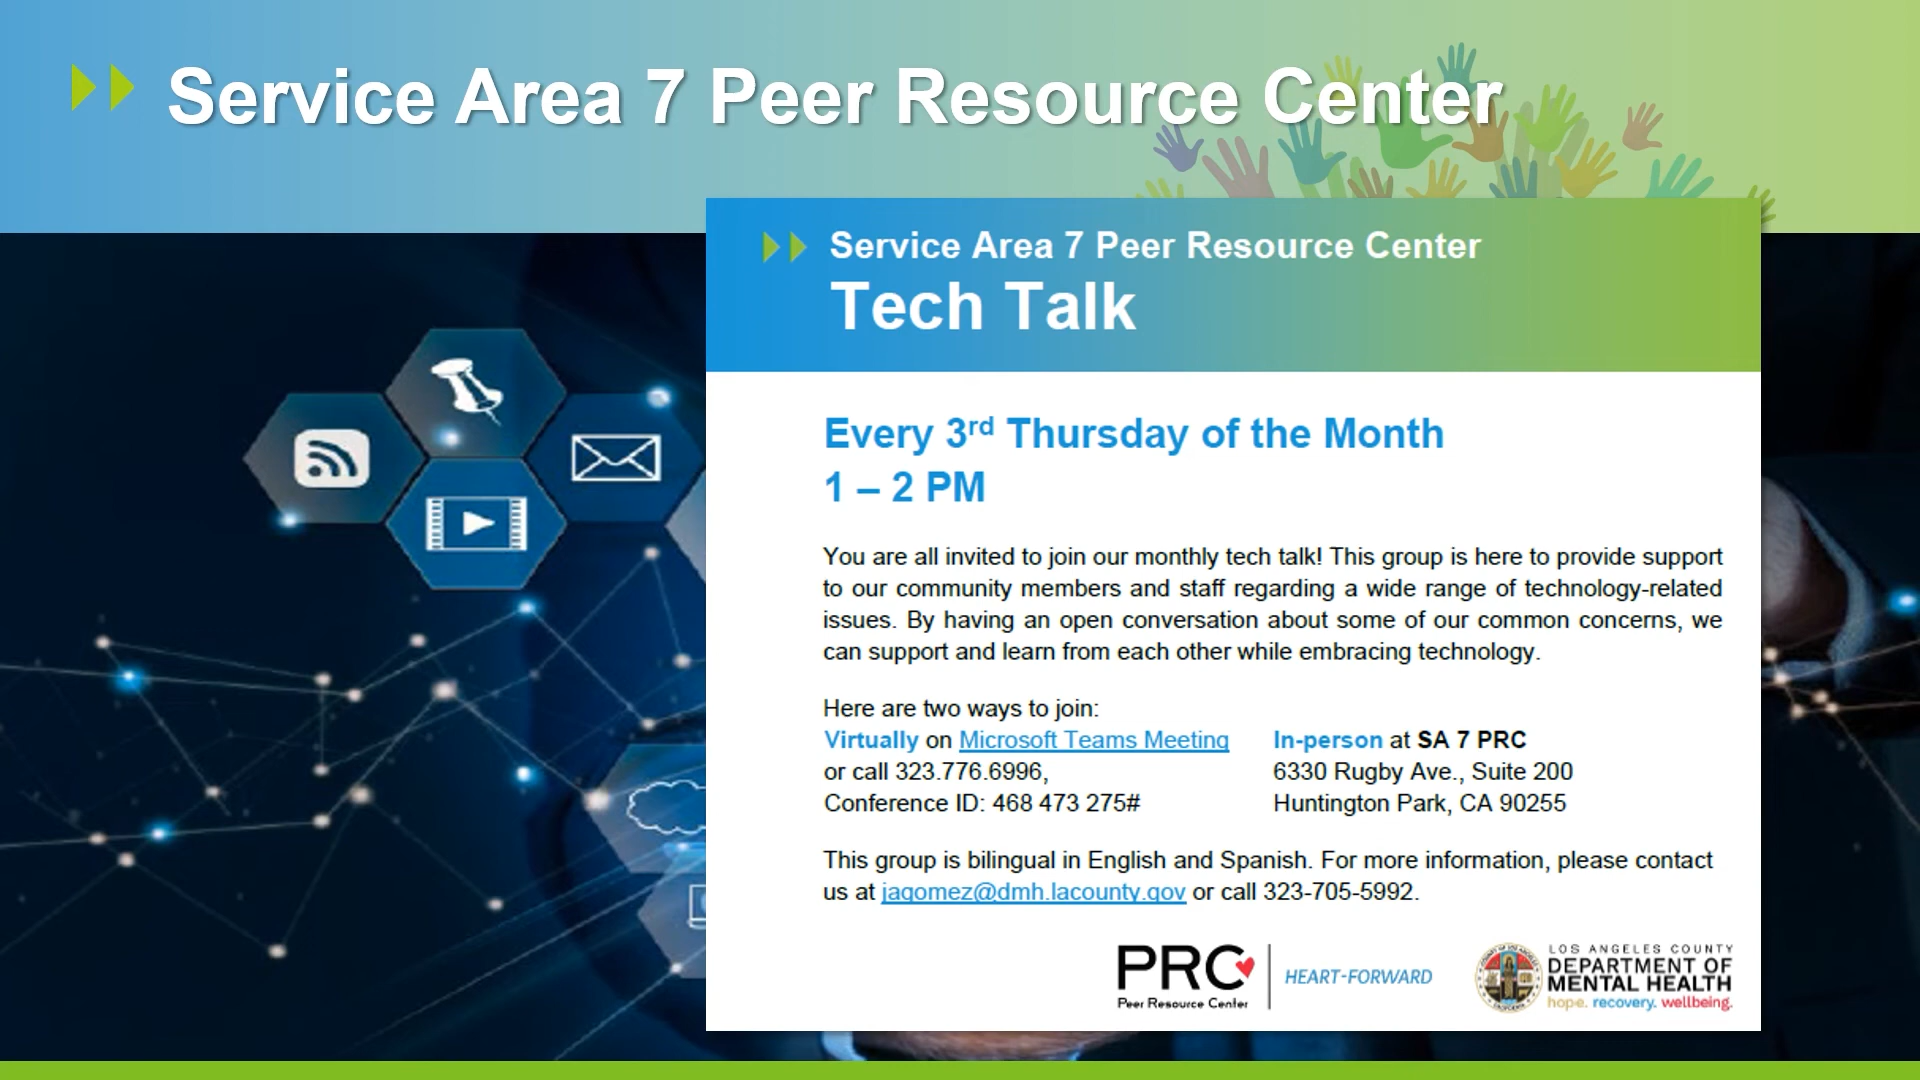 Service Area 7 Peer Resource Center
Service Area 7 Peer Resource Center
Tech Talk
Every 3rd Thursday of the Month
1 – 2 PM
You are all invited to join our monthly tech talk! This group is here to provide support
to our community members and staff regarding a wide range of technology-related
issues. By having an open conversation about some of our common concerns, we
can support and learn from each other while embracing technology.
Here are two ways to join:
Virtually on Microsoft Teams Meeting
or call 323.776.6996,
Conference ID: 468 473 275#
In-person at SA 7 PRC
6330 Rugby Ave., Suite 200
Huntington Park, CA 90255
This group is bilingual in English and Spanish. For more information, please contact
us at jagomez@dmh.lacounty.gov or call 323-705-5992.
PRC
Peer Resource Center
HEART-FORWARD
LOS ANGELES COUNTY
DEPARTMENT OF
MENTAL HEALTH
hope. recovery. wellbeing.